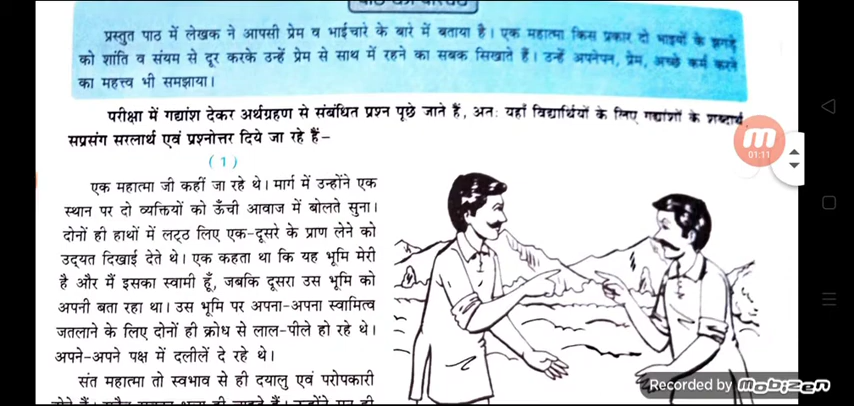 प्रस्तुत पाठ में लेखक ने आपसी प्रेम व भाईचारे के बारे में बताया है। एक महात्मा किस प्रकार दो भाइयों के झगड़े
को शांति व संयम से दूर करके उन्हें प्रेम से साथ में रहने का सबक सिखाते हैं। उन्हें अपनेपन, प्रेम, अच्छे कर्म करने
का महत्त्व भी समझाया।
परीक्षा में गद्यांश देकर अर्थग्रहण से संबंधित प्रश्न पूछे जाते हैं, अतः यहाँ विद्यार्थियों के लिए गद्यांशों के शब्दार्थ,
सप्रसंग सरलार्थ एवं प्रश्नोत्तर दिये जा रहे हैं–
(1)
एक महात्मा जी कहीं जा रहे थे। मार्ग में उन्होंने एक
स्थान पर दो व्यक्तियों को ऊँची आवाज में बोलते सुना।
दोनों ही हाथों में लट्ठ लिए एक-दूसरे के प्राण लेने को
उद्यत दिखाई देते थे। एक कहता था कि यह भूमि मेरी
है और मैं इसका स्वामी हूँ, जबकि दूसरा उस भूमि को
अपनी बता रहा था। उस भूमि पर अपना-अपना स्वामित्व
जतलाने के लिए दोनों ही क्रोध से लाल-पीले हो रहे थे।
अपने-अपने पक्ष में दलीलें दे रहे थे।
संत महात्मा तो स्वभाव से ही दयालु एवं परोपकारी
01:11
Recorded by Mobizen